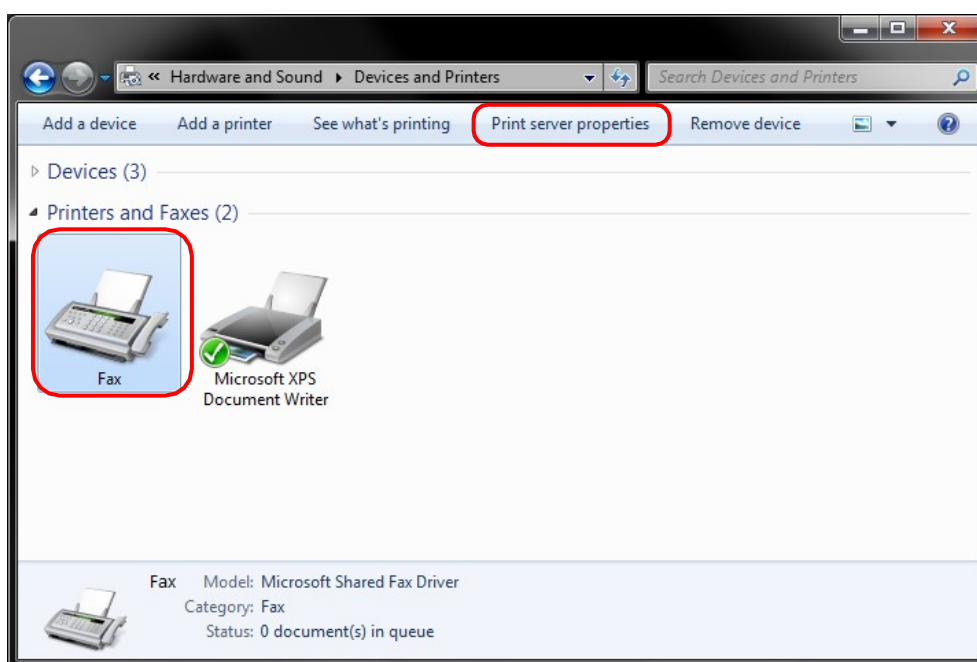 « Hardware and Sound Devices and Printers Search Devices and Printers
Add a device Add a printer See what's printing Print server properties Remove device
Devices (3)
Printers and Faxes (2)
Fax
Microsoft XPS
Document Writer
Fax Model: Microsoft Shared Fax Driver
Category: Fax
Status: 0 document(s) in queue